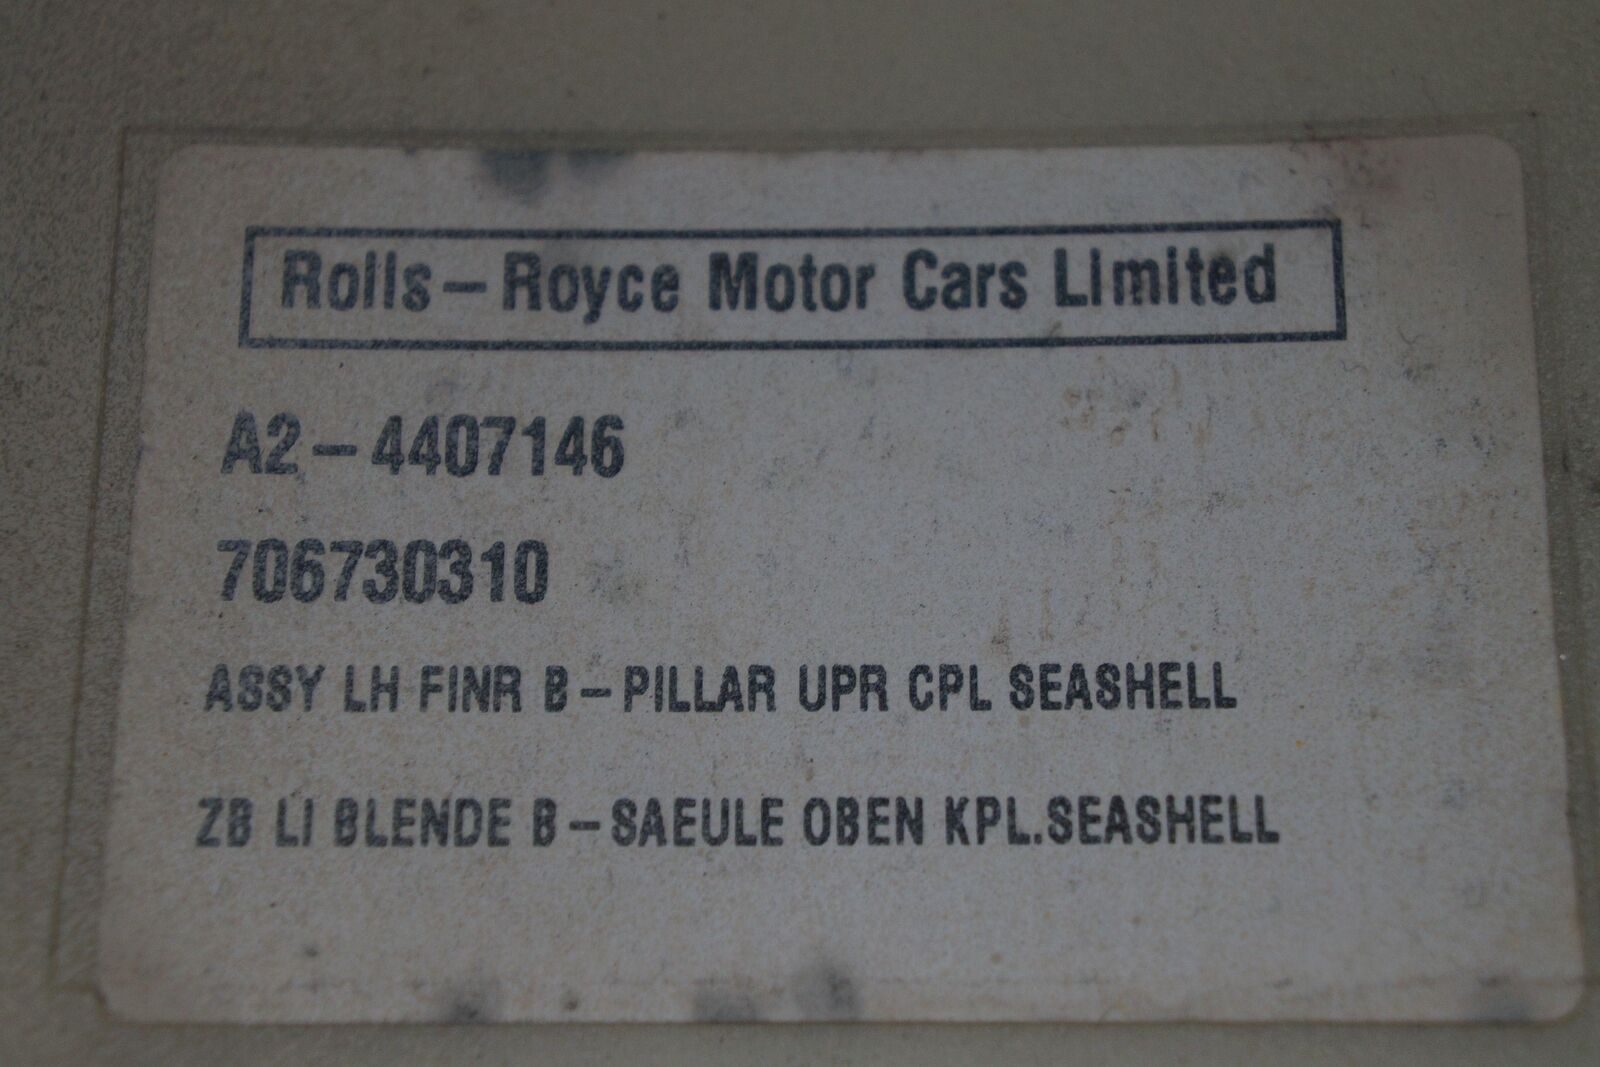 Rolls-Royce Motor Cars Limited
A2-4407146
706730310
ASSY LH FINR B-PILLAR UPR CPL SEASHELL
ZB LI BLENDE B-SAEULE OBEN KPL.SEASHELL